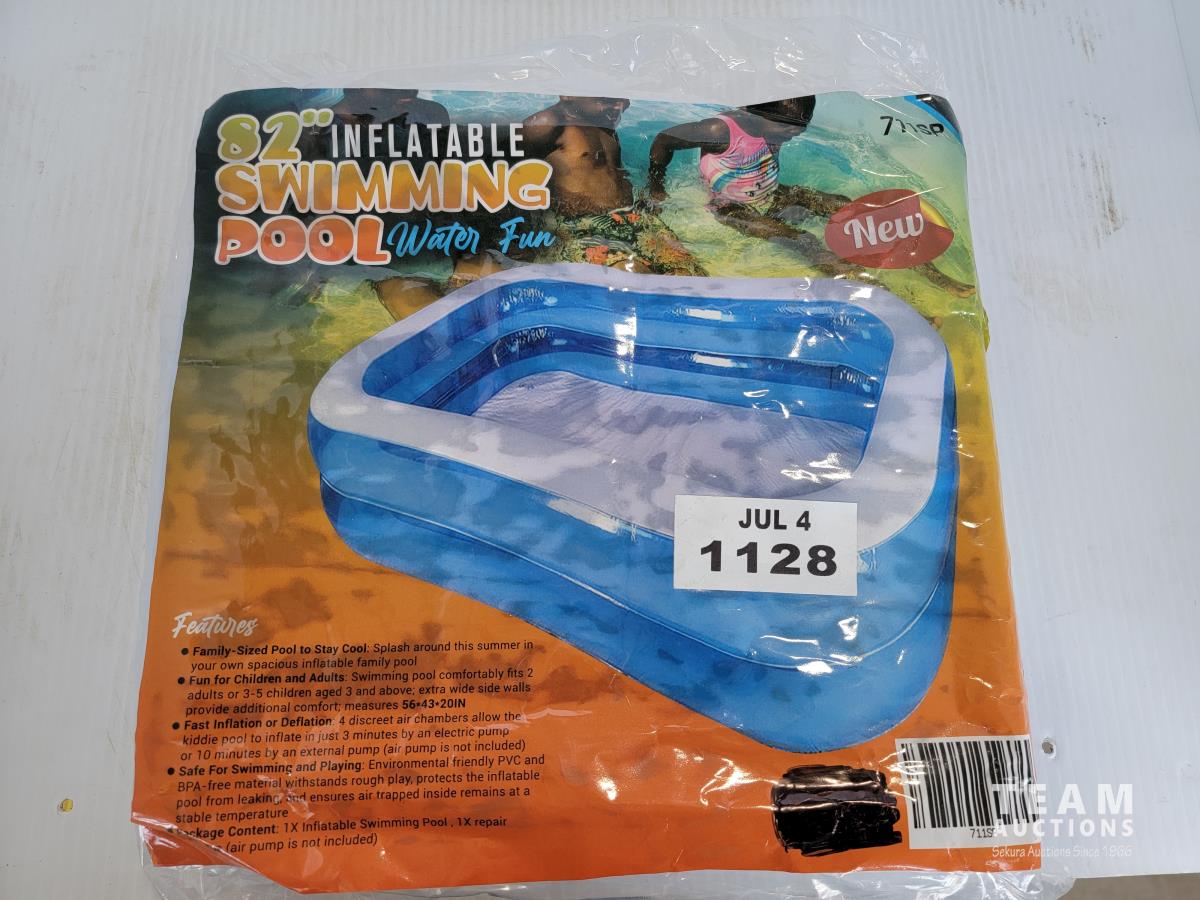 82" INFLATABLE
711SP
SWIMMING
POOL Water Fun
New
JUL 4
1128
Features
● Family-Sized Pool to Stay Cool: Splash around this summer in
your own spacious inflatable family pool
● Fun for Children and Adults: Swimming pool comfortably fits 2
adults or 3-5 children aged 3 and above; extra wide side walls
provide additional comfort; measures 56*43*20IN
● Fast Inflation or Deflation: 4 discreet air chambers allow the
kiddie pool to inflate in just 3 minutes by an electric pump
or 10 minutes by an external pump (air pump is not included)
● Safe For Swimming and Playing: Environmental friendly PVC and
BPA-free material withstands rough play, protects the inflatable
pool from leaking, and ensures air trapped inside remains at a
stable temperature
Package Content: 1X Inflatable Swimming Pool , 1X repair
(air pump is not included)
711S
TEAM
AUCTIONS
Sekura Auctions Since 1966